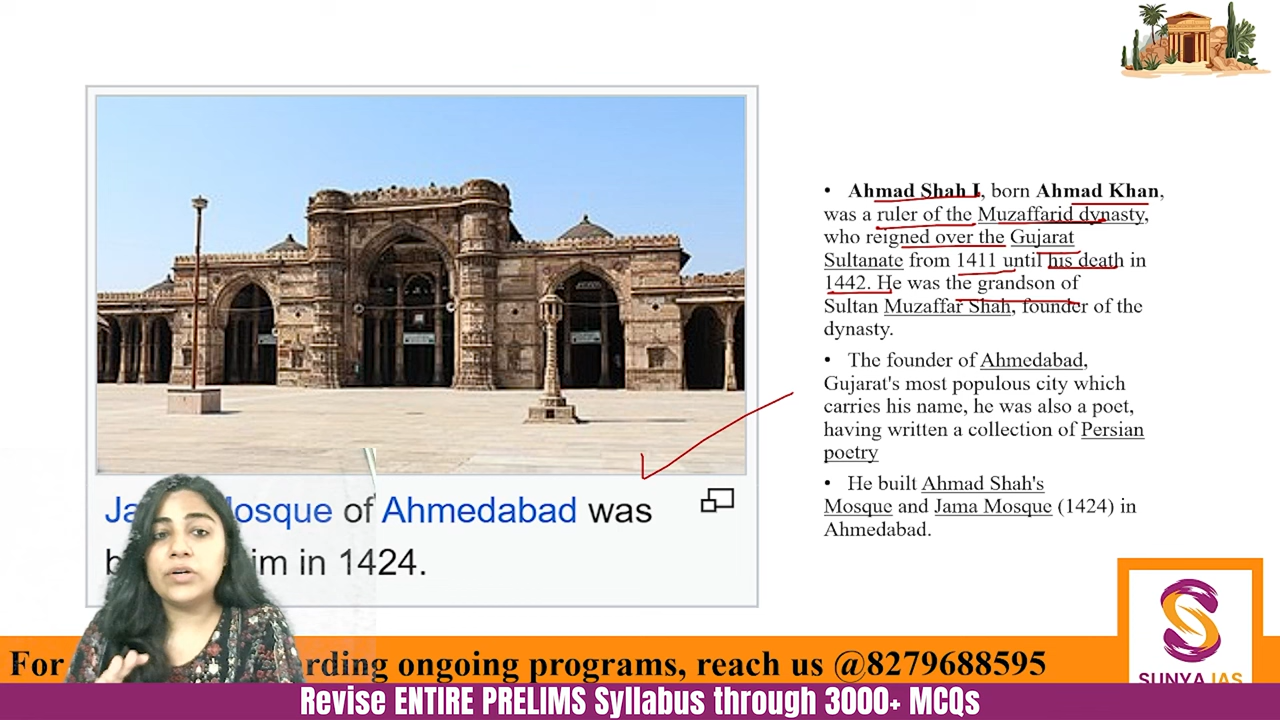 • Ahmad Shah I, born Ahmad Khan,
was a ruler of the Muzaffarid dynasty,
who reigned over the Gujarat
Sultanate from 1411 until his death in
1442. He was the grandson of
Sultan Muzaffar Shah, founder of the
dynasty.
• The founder of Ahmedabad,
Gujarat's most populous city which
carries his name, he was also a poet,
having written a collection of Persian
poetry
• He built Ahmad Shah's
Mosque and Jama Mosque (1424) in
Ahmedabad.
of Ahmedabad was
in 1424.
For
ongoing programs, reach us @8279688595
SUNYA IAS
Revise ENTIRE PRELIMS Syllabus through 3000+ MCQs